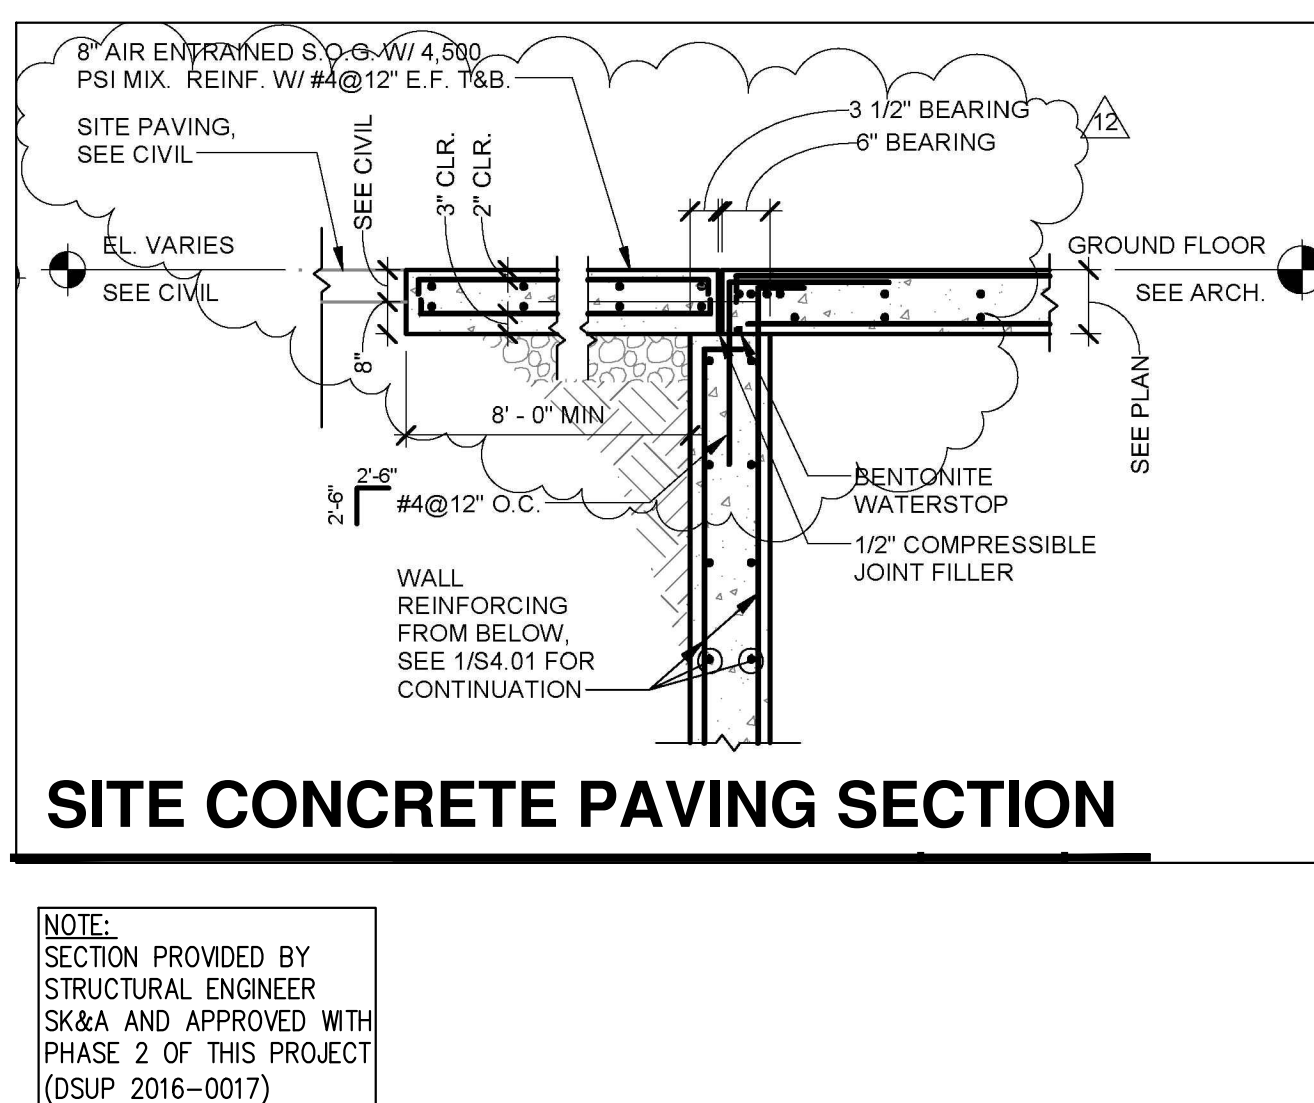 8" AIR ENTRAINED S.O.G. W/ 4,500
PSI MIX. REINF. W/ #4@12" E.F. T&B.
SITE PAVING,
SEE CIVIL
SEE CIVIL
3" CLR.
2" CLR.
3 1/2" BEARING
6" BEARING
12
EL. VARIES
SEE CIVIL
GROUND FLOOR
SEE ARCH.
8"
SEE PLAN
8' - 0" MIN
2'-6"
2'-6"
#4@12" O.C.
BENTONITE
WATERSTOP
1/2" COMPRESSIBLE
JOINT FILLER
WALL
REINFORCING
FROM BELOW,
SEE 1/S4.01 FOR
CONTINUATION
SITE CONCRETE PAVING SECTION
NOTE:
SECTION PROVIDED BY
STRUCTURAL ENGINEER
SK&A AND APPROVED WITH
PHASE 2 OF THIS PROJECT
(DSUP 2016-0017)